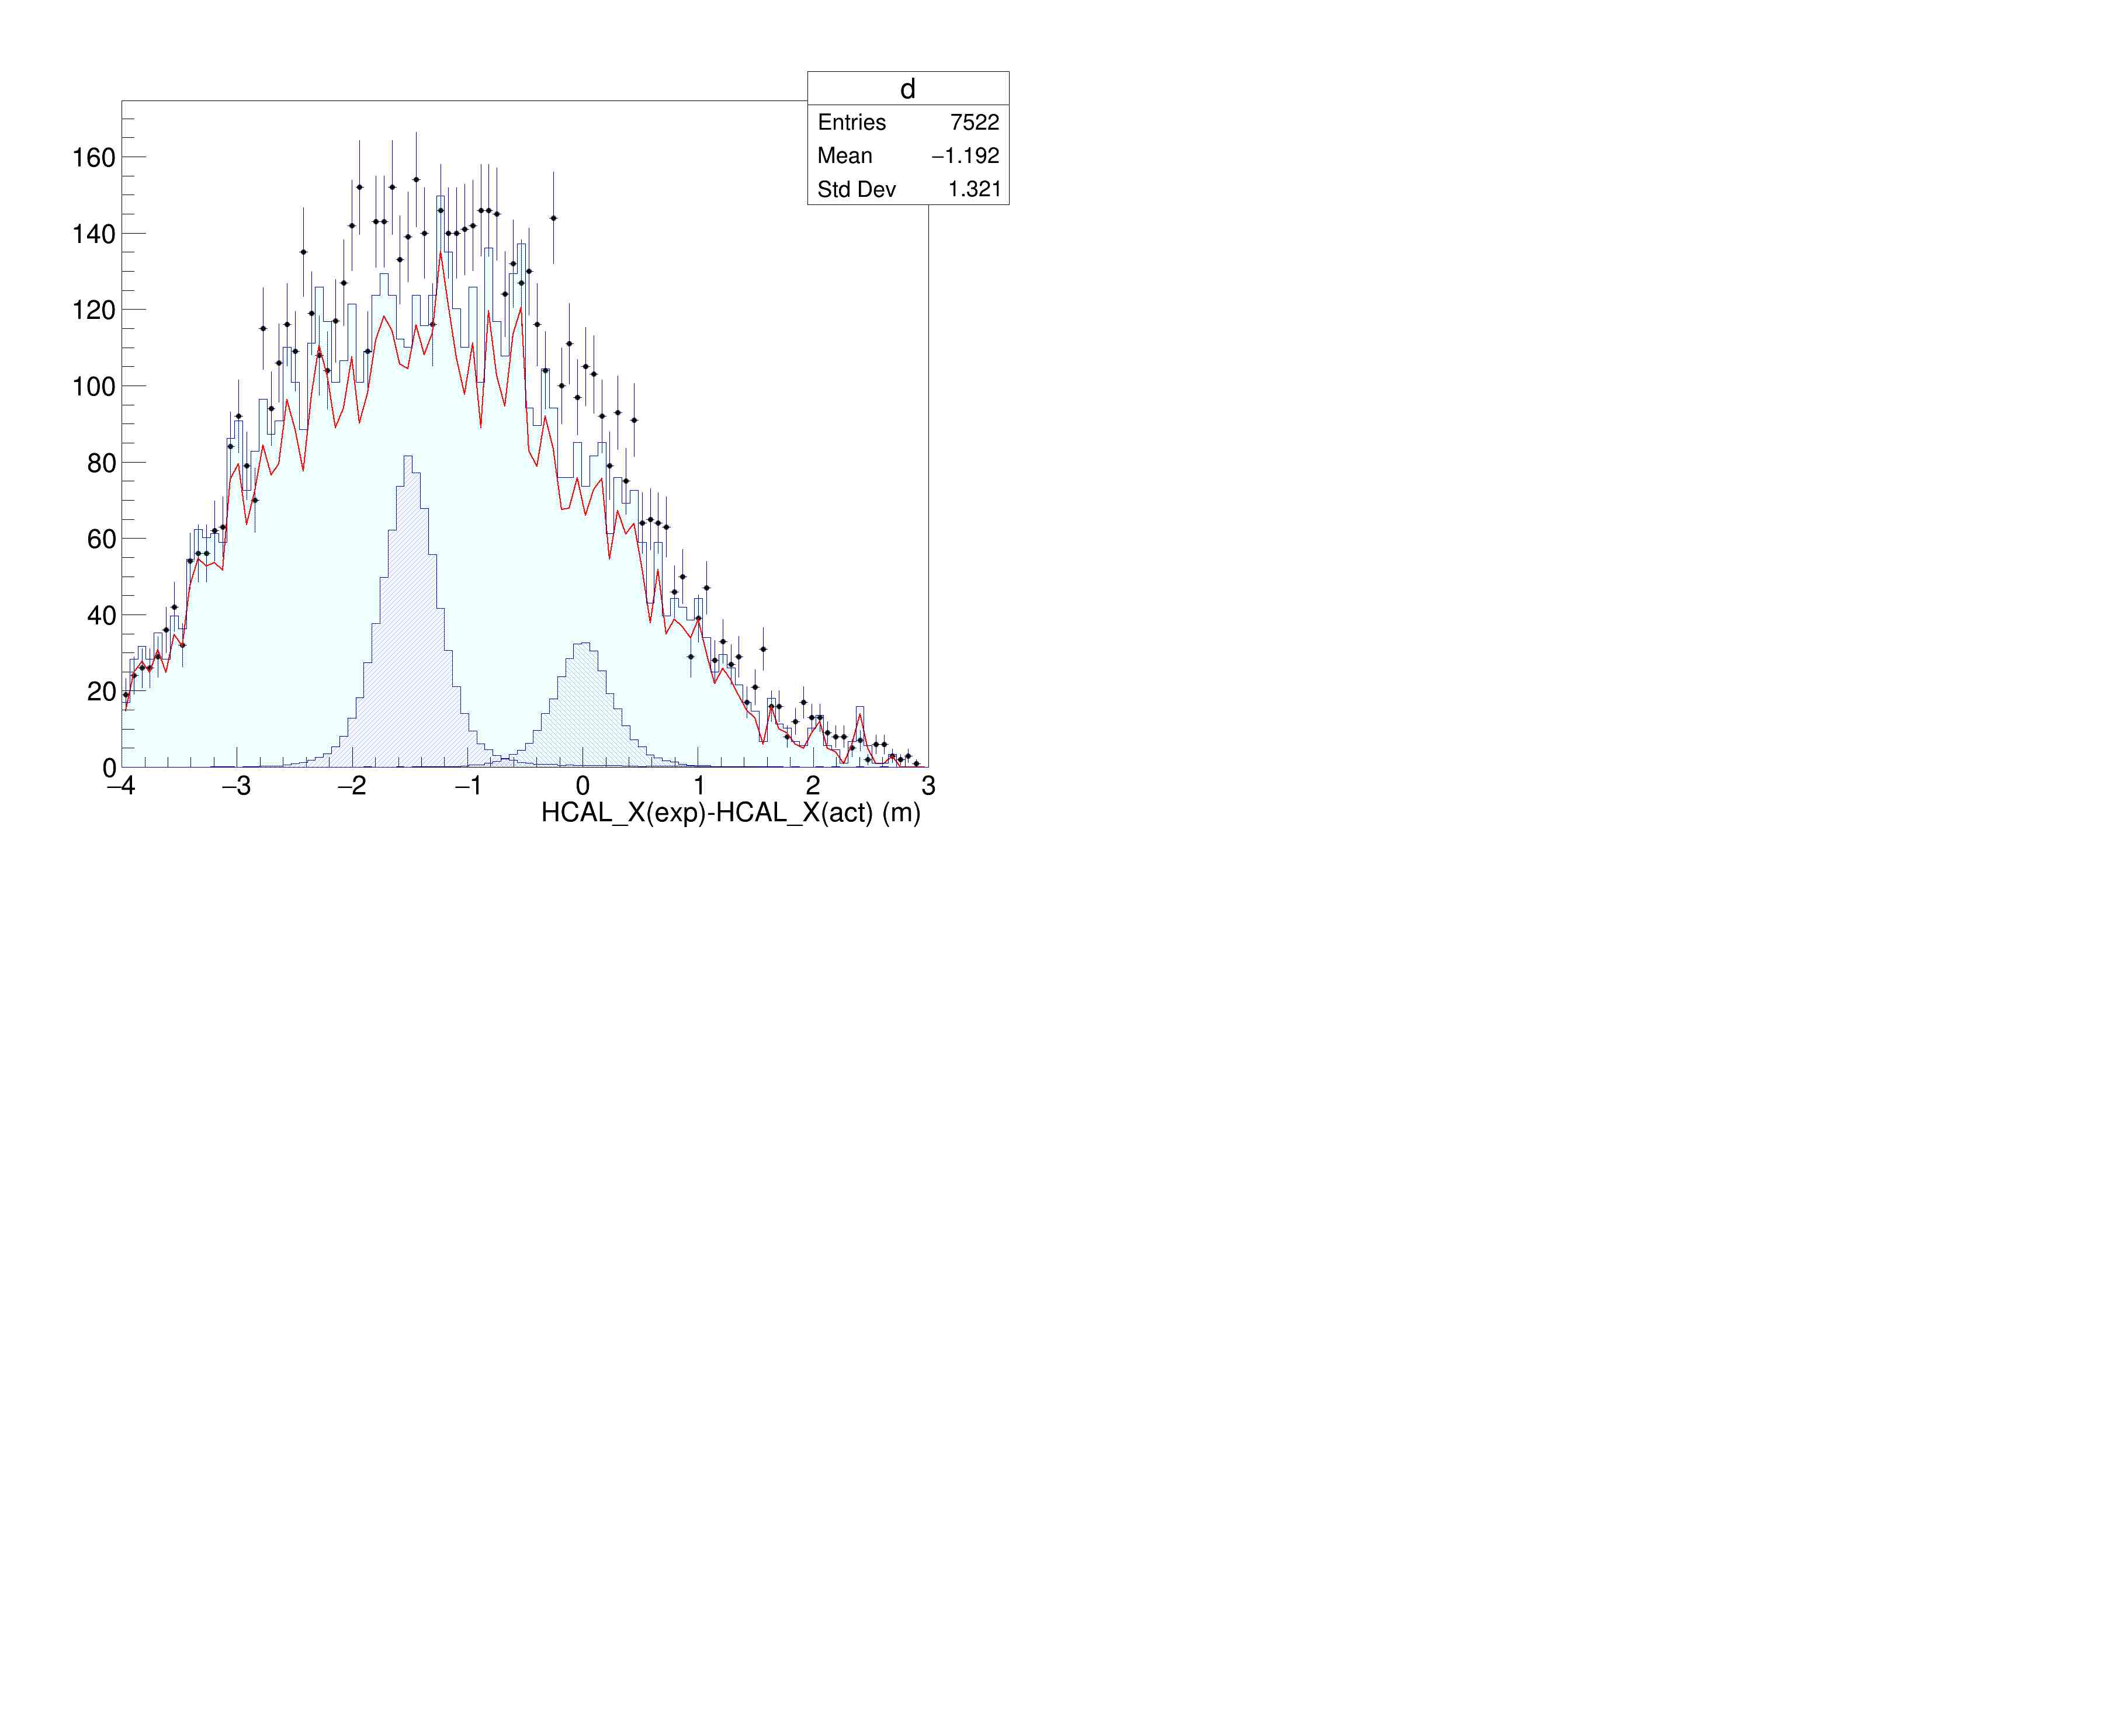 d
Entries 7522
Mean −1.192
Std Dev 1.321
160
140
120
100
80
60
40
20
0
−4 −3 −2 −1 0 1 2 3
HCAL_X(exp)-HCAL_X(act) (m)